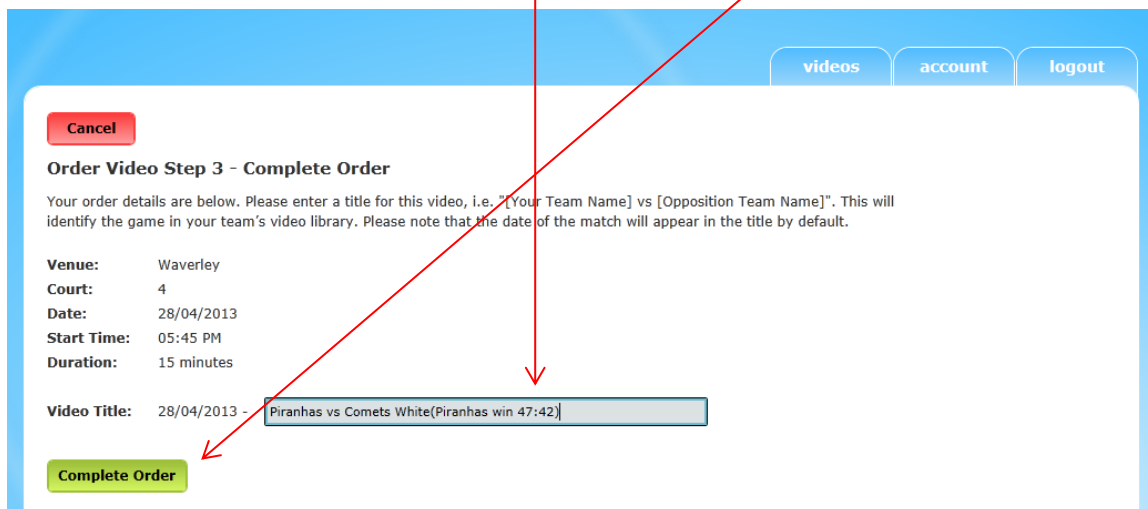 videos account logout
Cancel
Order Video Step 3 - Complete Order
Your order details are below. Please enter a title for this video, i.e. "[Your Team Name] vs [Opposition Team Name]". This will
identify the game in your team's video library. Please note that the date of the match will appear in the title by default.
Venue: Waverley
Court: 4
Date: 28/04/2013
Start Time: 05:45 PM
Duration: 15 minutes
Video Title: 28/04/2013 - Piranhas vs Comets White(Piranhas win 47:42)
Complete Order